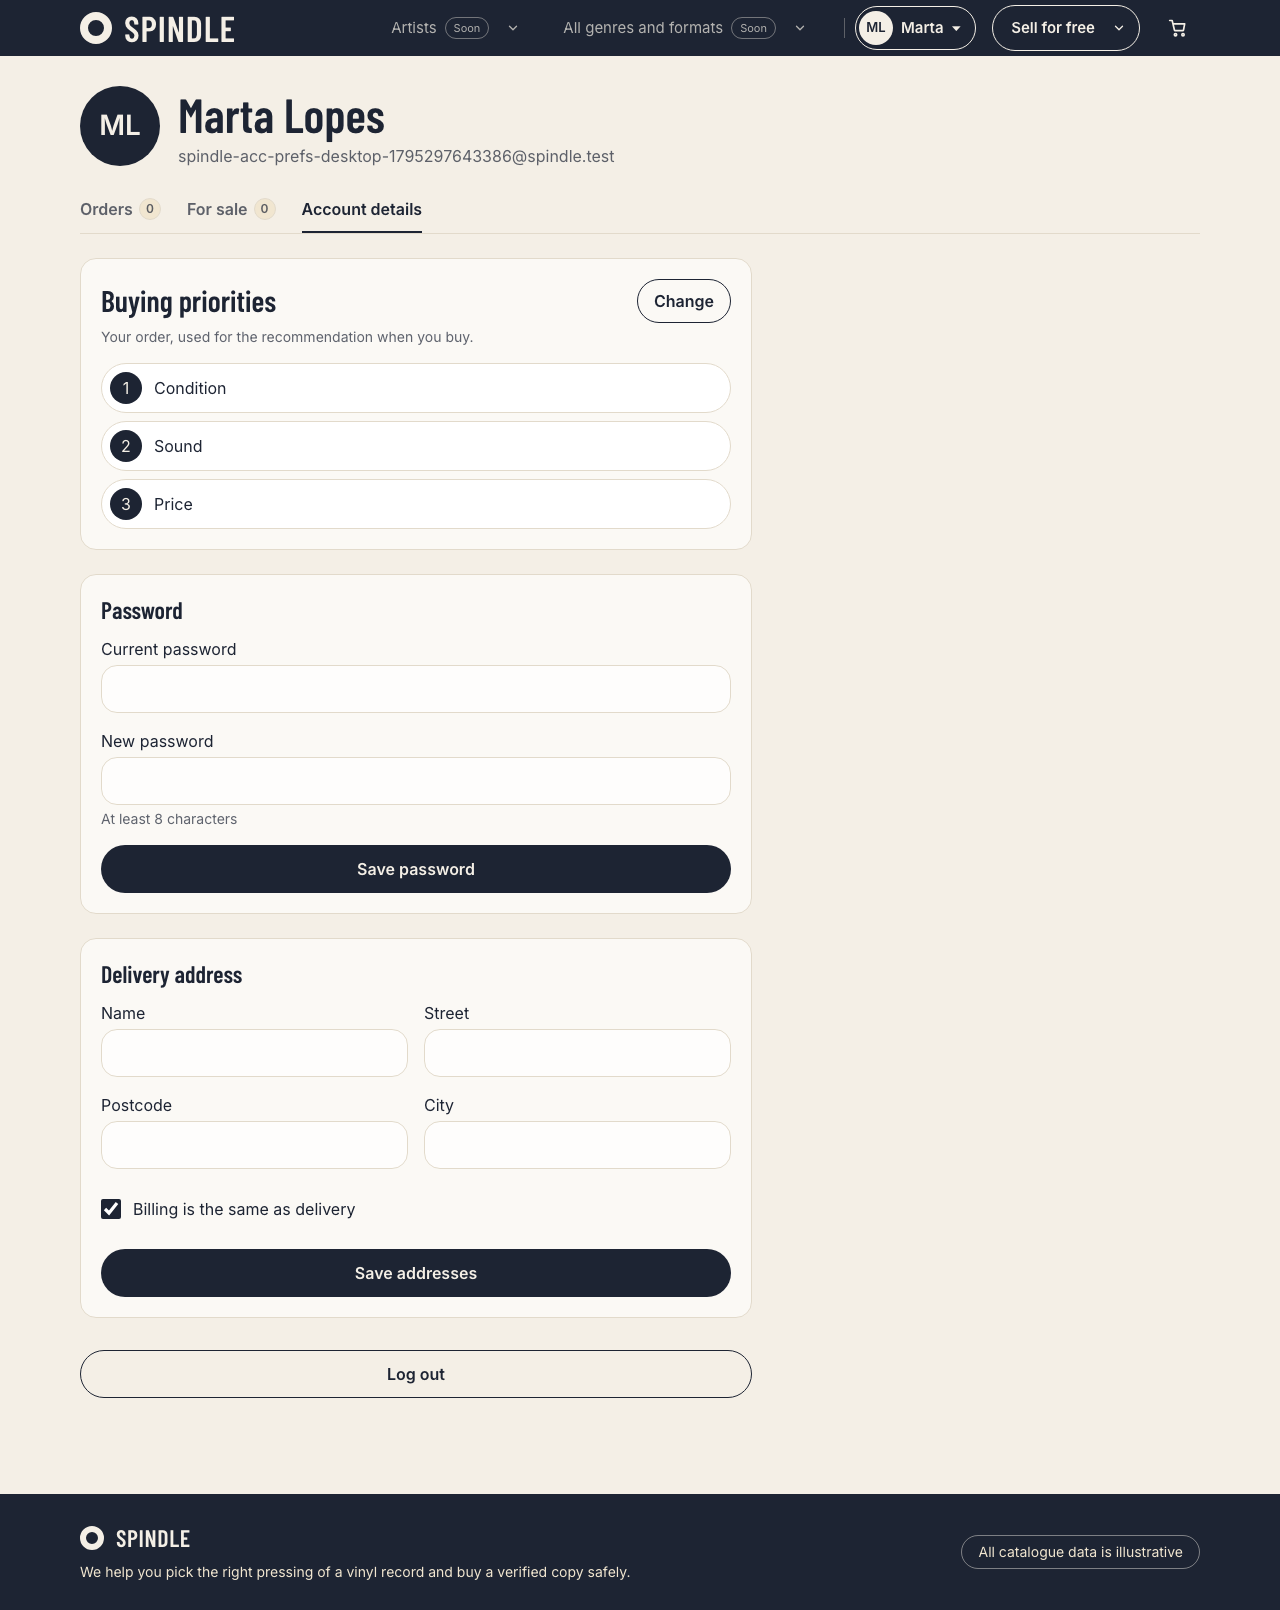 SPINDLE
Artists Soon
All genres and formats Soon
ML Marta
Sell for free
ML
Marta Lopes
spindle-acc-prefs-desktop-1795297643386@spindle.test
Orders 0
For sale 0
Account details
Buying priorities
Change
Your order, used for the recommendation when you buy.
1 Condition
2 Sound
3 Price
Password
Current password
New password
At least 8 characters
Save password
Delivery address
Name
Street
Postcode
City
Billing is the same as delivery
Save addresses
Log out
SPINDLE
We help you pick the right pressing of a vinyl record and buy a verified copy safely.
All catalogue data is illustrative